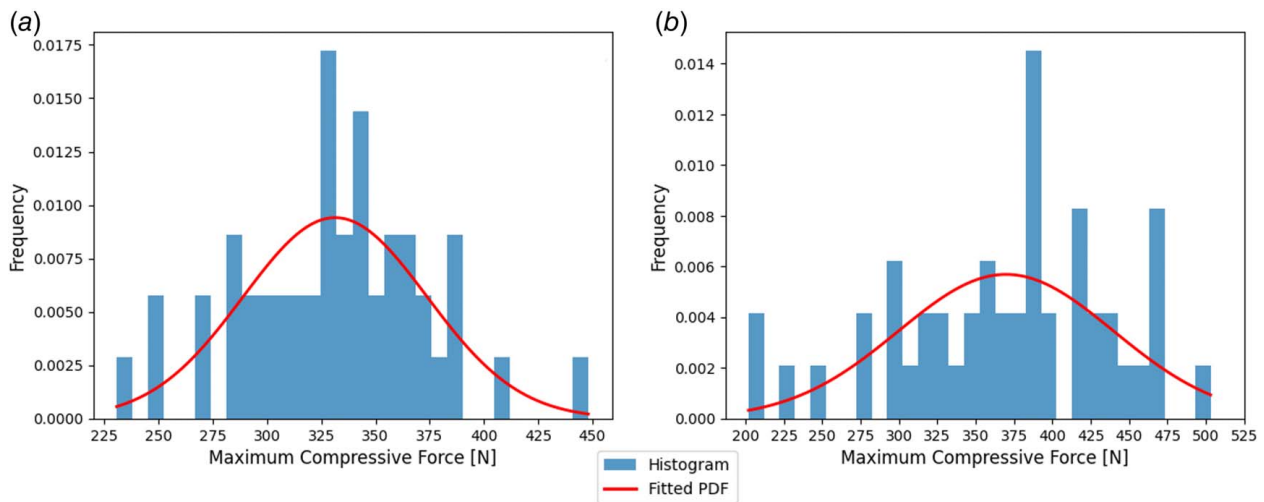 (a)
0.0175
0.0150
0.0125
0.0100
0.0075
0.0050
0.0025
0.0000
Frequency
225 250 275 300 325 350 375 400 425 450
Maximum Compressive Force [N]
(b)
0.014
0.012
0.010
0.008
0.006
0.004
0.002
0.000
Frequency
200 225 250 275 300 325 350 375 400 425 450 475 500 525
Maximum Compressive Force [N]
Histogram
Fitted PDF